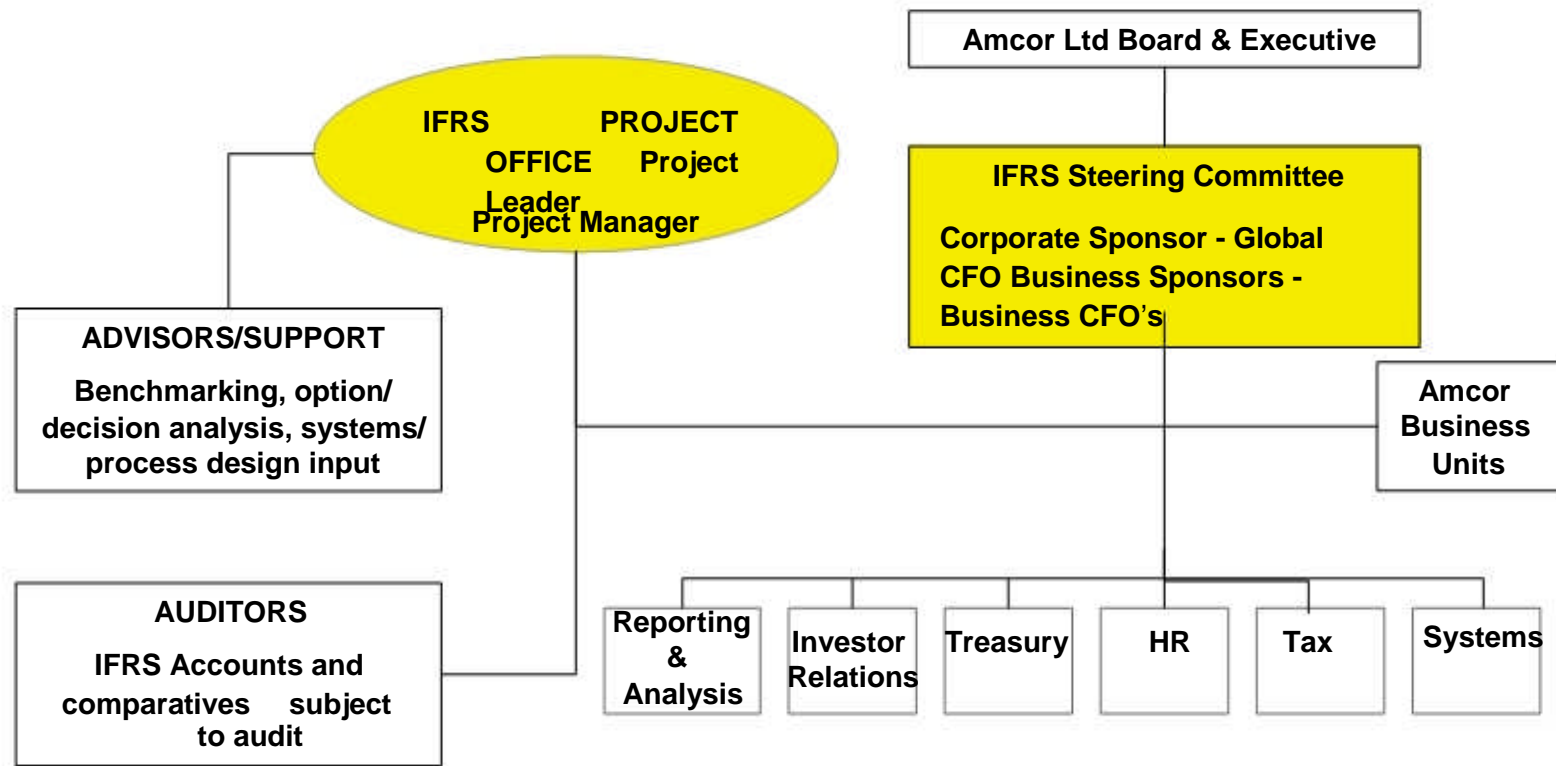 Amcor Ltd Board & Executive
IFRS PROJECT
OFFICE Project
Leader
Project Manager
IFRS Steering Committee
Corporate Sponsor - Global
CFO Business Sponsors -
Business CFO's
ADVISORS/SUPPORT
Benchmarking, option/
decision analysis, systems/
process design input
Amcor
Business
Units
AUDITORS
IFRS Accounts and
comparatives subject
to audit
Reporting
&
Analysis
Investor
Relations
Treasury
HR
Tax
Systems